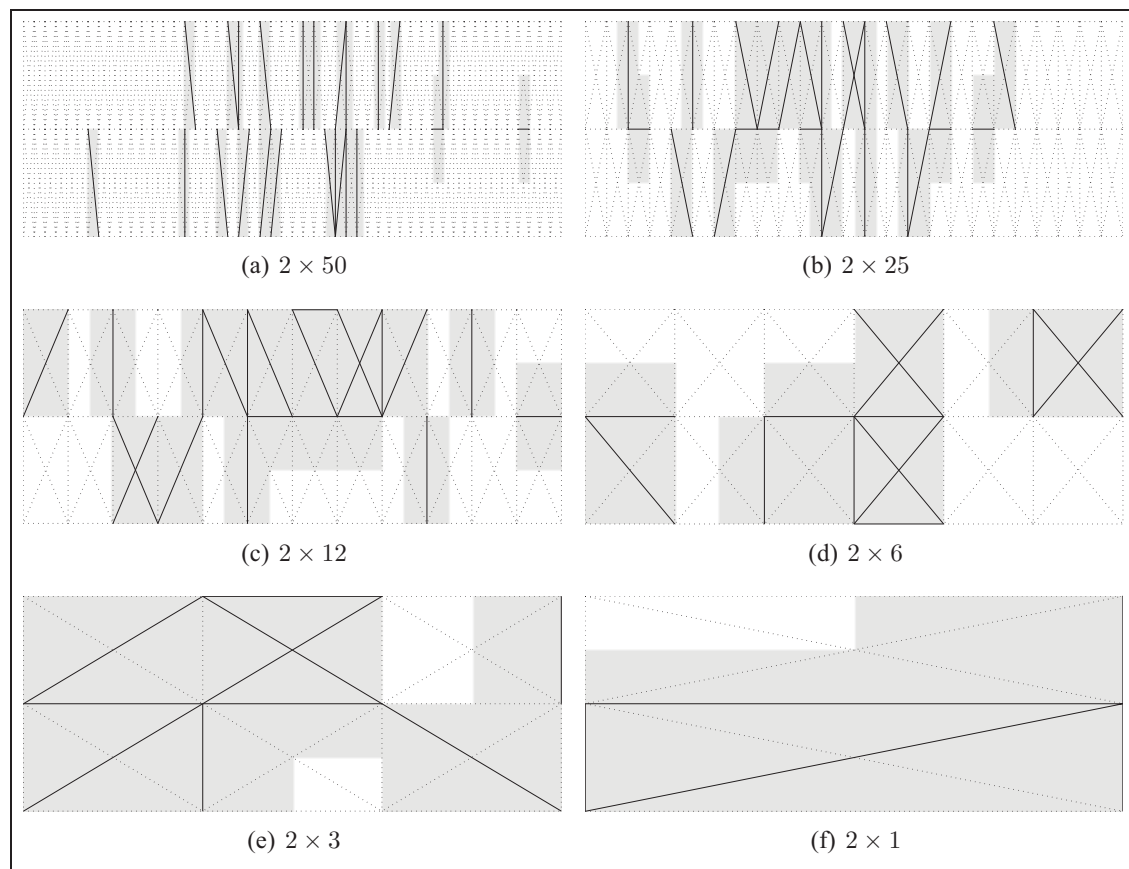 (a) 2 × 50
(b) 2 × 25
(c) 2 × 12
(d) 2 × 6
(e) 2 × 3
(f) 2 × 1